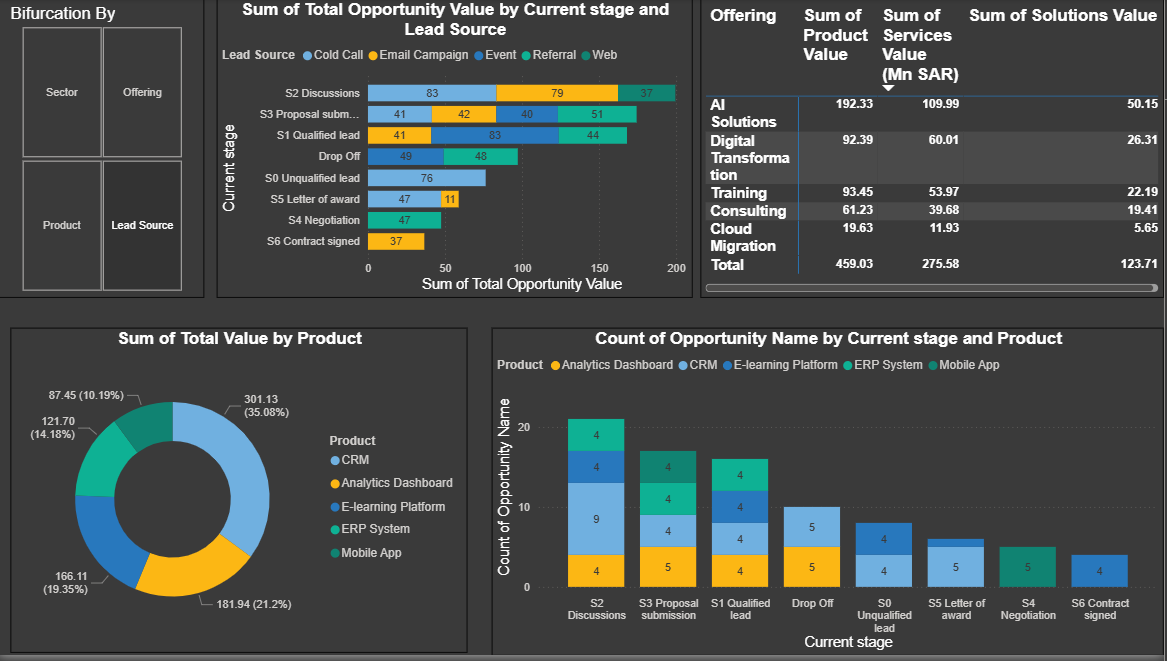 Bifurcation By
Sector
Offering
Product
Lead Source
Sum of Total Opportunity Value by Current stage and
Lead Source
Lead Source Cold Call Email Campaign Event Referral Web
Current stage
S2 Discussions 83 79 37
S3 Proposal subm... 41 42 40 51
S1 Qualified lead 41 83 44
Drop Off 49 48
S0 Unqualified lead 76
S5 Letter of award 47 11
S4 Negotiation 47
S6 Contract signed 37
0 50 100 150 200
Sum of Total Opportunity Value
Offering Sum of Sum of Sum of Solutions Value
Product Services
Value Value
(Mn SAR)
AI 192.33 109.99 50.15
Solutions
Digital 92.39 60.01 26.31
Transforma
tion
Training 93.45 53.97 22.19
Consulting 61.23 39.68 19.41
Cloud 19.63 11.93 5.65
Migration
Total 459.03 275.58 123.71
Sum of Total Value by Product
87.45 (10.19%)
301.13
(35.08%)
121.70
(14.18%)
166.11
(19.35%)
181.94 (21.2%)
Product
CRM
Analytics Dashboard
E-learning Platform
ERP System
Mobile App
Count of Opportunity Name by Current stage and Product
Product Analytics Dashboard CRM E-learning Platform ERP System Mobile App
Count of Opportunity Name
20
10
0
4
4
9
4
4
4
4
5
4
4
4
4
5
5
4
4
5
5
4
S2 S3 Proposal S1 Qualified Drop Off S0 S5 Letter of S4 S6 Contract
Discussions submission lead Unqualified award Negotiation signed
lead
Current stage